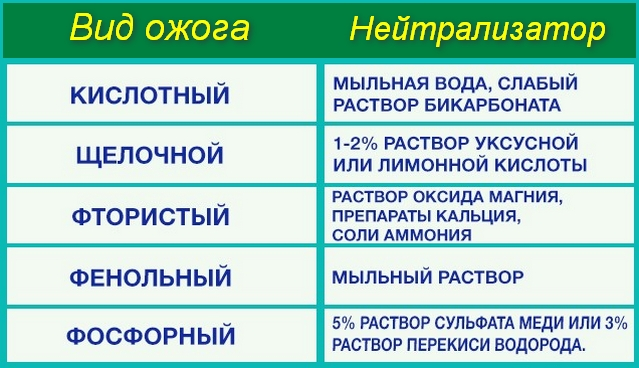 Вид ожога
Нейтрализатор
КИСЛОТНЫЙ
МЫЛЬНАЯ ВОДА, СЛАБЫЙ
РАСТВОР БИКАРБОНАТА
ЩЕЛОЧНОЙ
1-2% РАСТВОР УКСУСНОЙ
ИЛИ ЛИМОННОЙ КИСЛОТЫ
ФТОРИСТЫЙ
РАСТВОР ОКСИДА МАГНИЯ,
ПРЕПАРАТЫ КАЛЬЦИЯ,
СОЛИ АММОНИЯ
ФЕНОЛЬНЫЙ
МЫЛЬНЫЙ РАСТВОР
ФОСФОРНЫЙ
5% РАСТВОР СУЛЬФАТА МЕДИ ИЛИ 3%
РАСТВОР ПЕРЕКИСИ ВОДОРОДА.